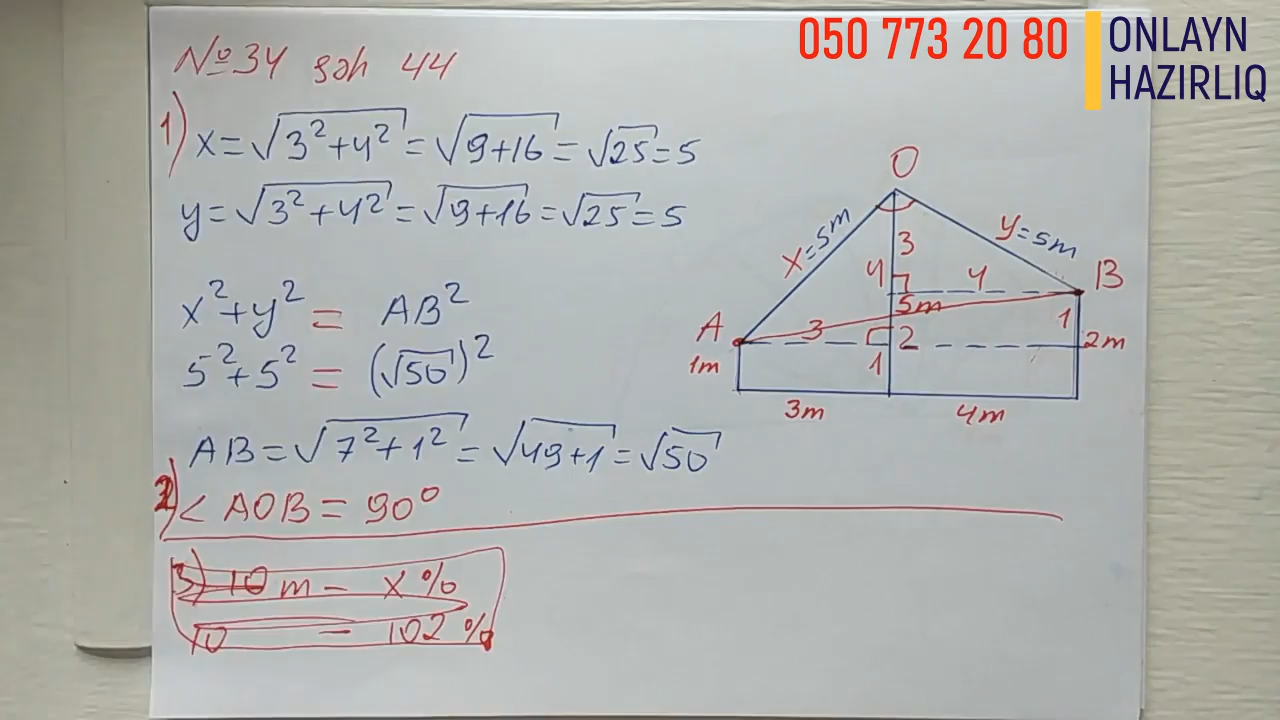 050 773 20 80
ONLAYN
HAZIRLIQ
№34 səh 44
1) x=√3²+4² = √9+16 = √25 = 5
y=√3²+4² = √9+16 = √25 = 5
x²+y² = AB²
5²+5² = (√50)²
AB = √7²+1² = √49+1 = √50
2) < AOB = 90°
3) 10 m — x%
10 — 102%
O
x=5m
y=5m
3
4
4
B
5m
A
3
2
1
1m
1
2m
3m
4m